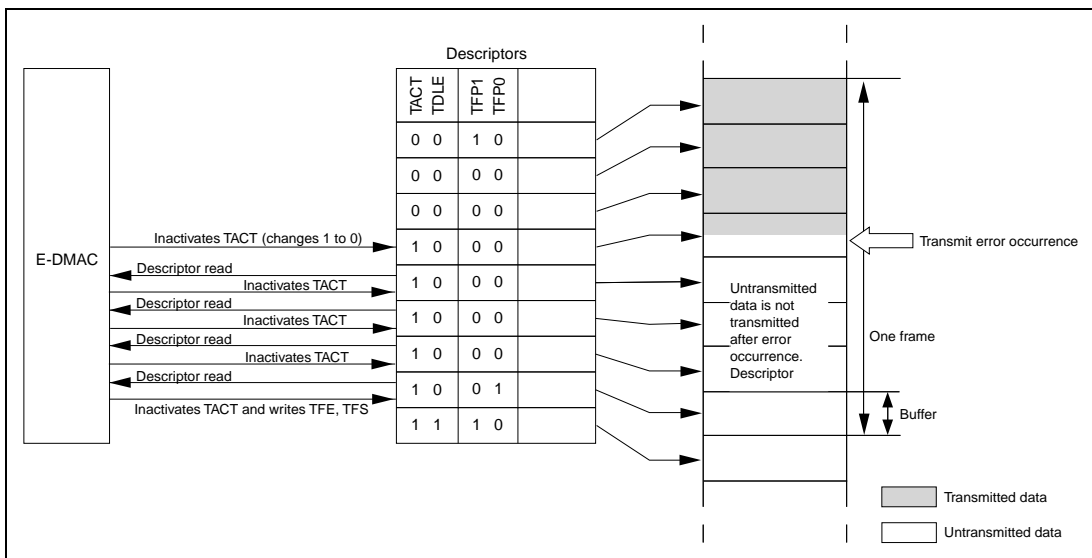 Descriptors
TACT TDLE TFP1 TFP0
0 0 1 0
0 0 0 0
0 0 0 0
1 0 0 0
1 0 0 0
1 0 0 0
1 0 0 0
1 0 0 1
1 1 1 0
E-DMAC
Inactivates TACT (changes 1 to 0)
Descriptor read
Inactivates TACT
Descriptor read
Inactivates TACT
Descriptor read
Inactivates TACT
Descriptor read
Inactivates TACT and writes TFE, TFS
Transmit error occurrence
Untransmitted
data is not
transmitted
after error
occurrence.
Descriptor
One frame
Buffer
Transmitted data
Untransmitted data